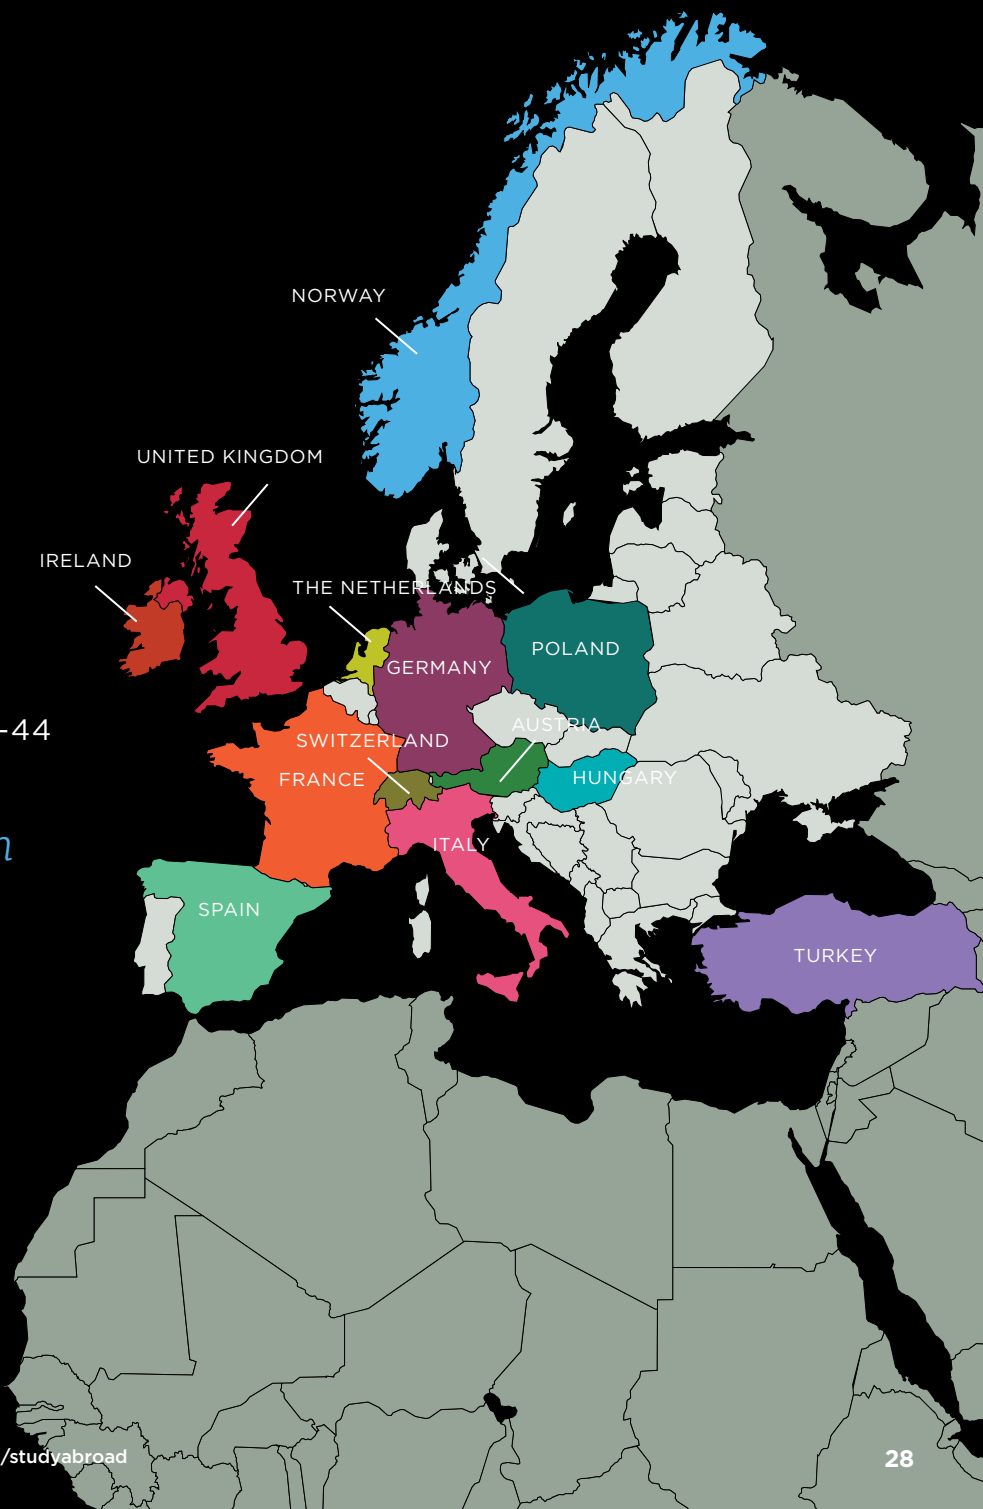 NORWAY
UNITED KINGDOM
IRELAND
THE NETHERLANDS
POLAND
GERMANY
-44
AUSTRIA
SWITZERLAND
FRANCE
HUNGARY
n
ITALY
SPAIN
TURKEY
/studyabroad
28